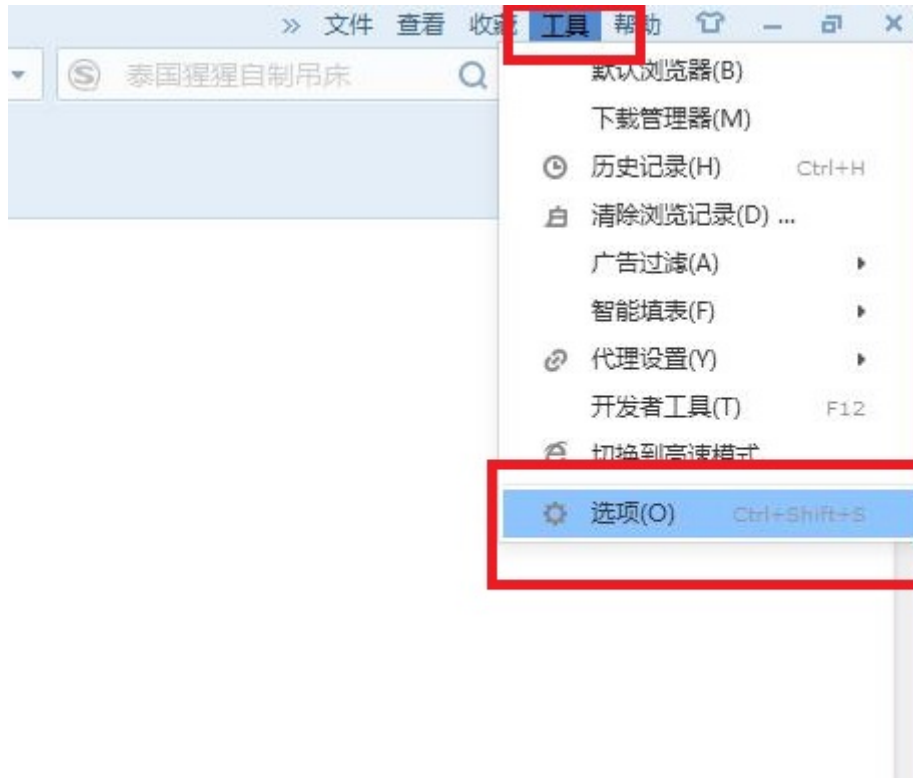 » 文件 查看 收藏 工具 帮助
泰国猩猩自制吊床
默认浏览器(B)
下载管理器(M)
历史记录(H) Ctrl+H
清除浏览记录(D) ...
广告过滤(A)
智能填表(F)
代理设置(Y)
开发者工具(T) F12
切换到高速模式
选项(O) Ctrl+Shift+S